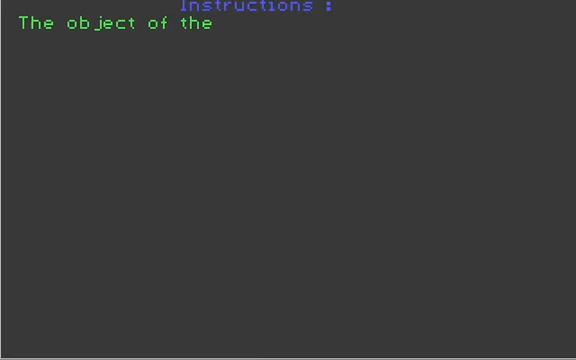 Instructions :
The object of the